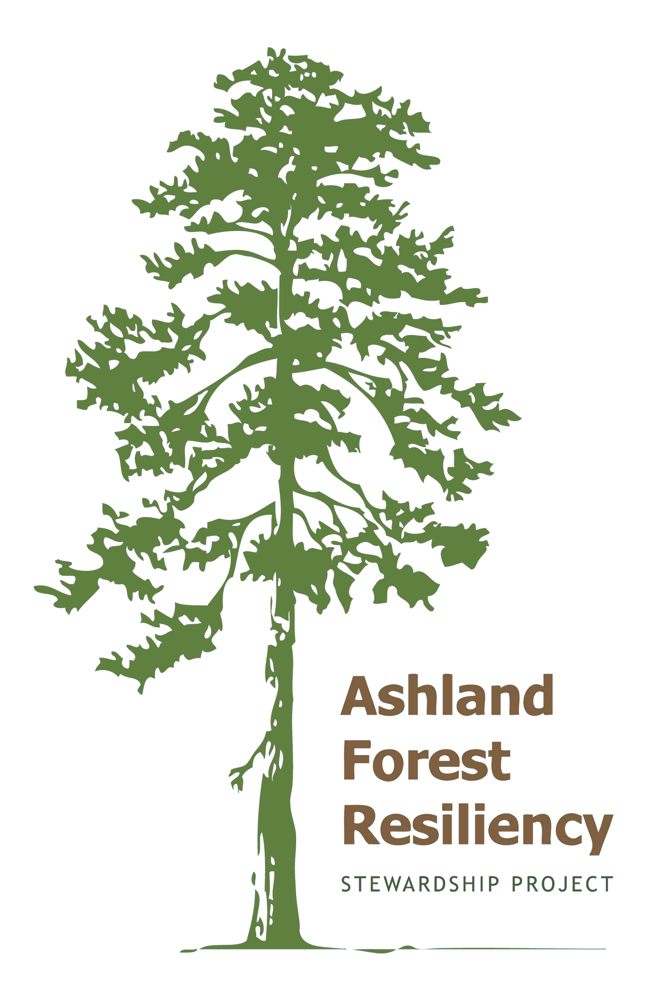 Ashland
Forest
Resiliency
STEWARDSHIP PROJECT